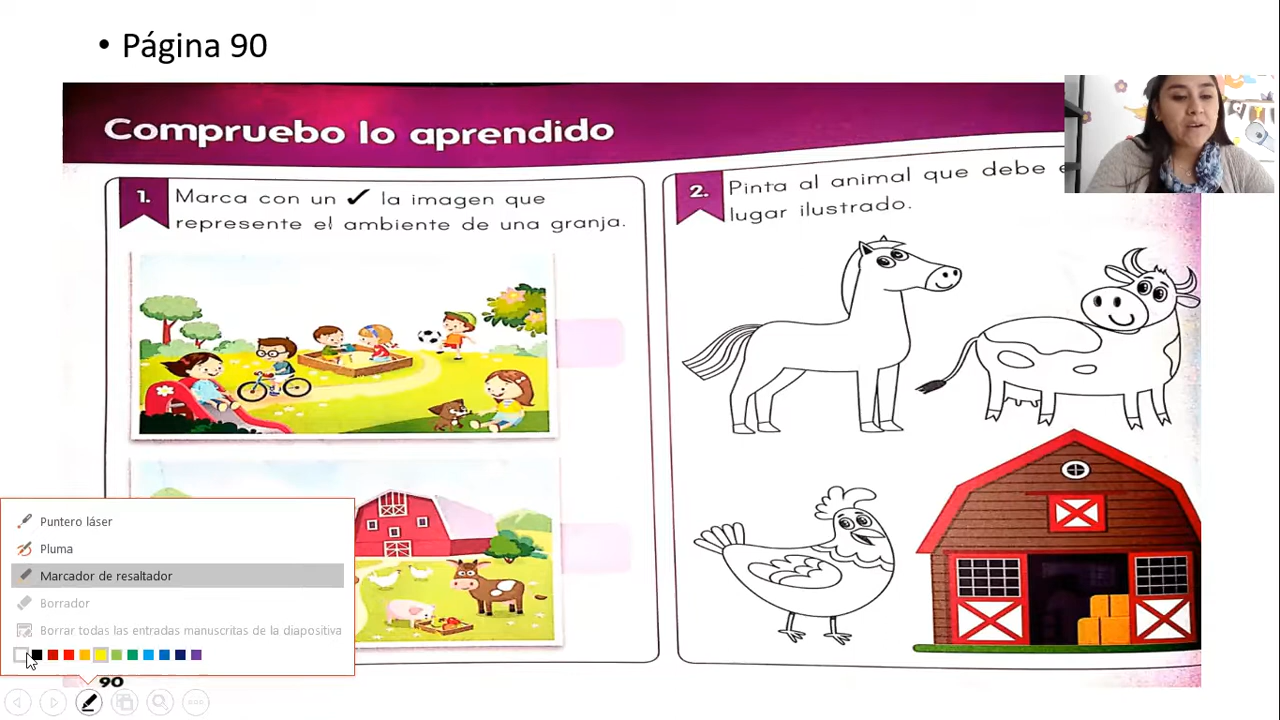 • Página 90
Compruebo lo aprendido
1. Marca con un ✓ la imagen que
represente el ambiente de una granja.
2. Pinta al animal que debe
lugar ilustrado.
Puntero láser
Pluma
Marcador de resaltador
Borrador
Borrar todas las entradas manuscritas de la diapositiva
90